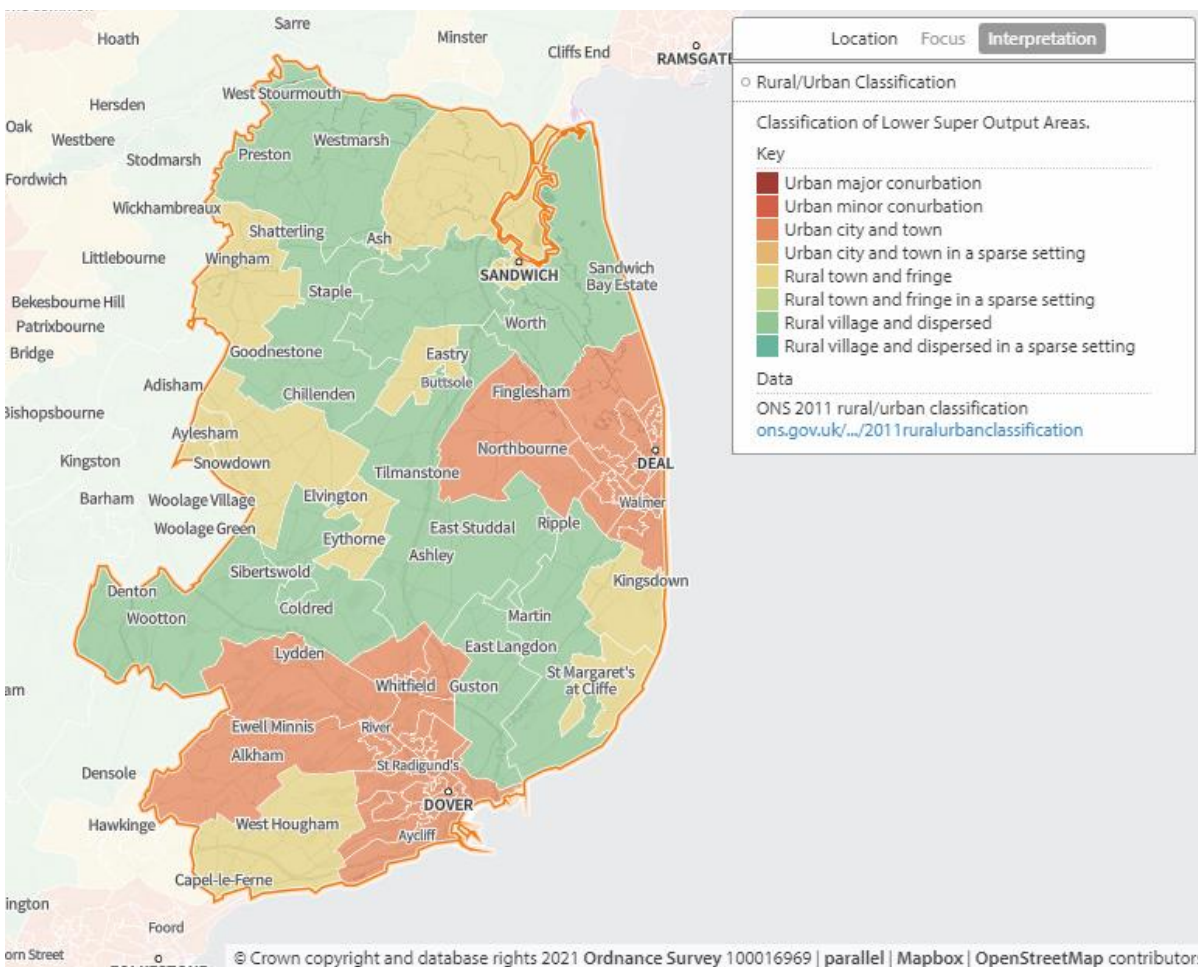 Hoath
Sarre
Minster
Cliffs End
RAMSGATE
Location Focus Interpretation
Rural/Urban Classification
Classification of Lower Super Output Areas.
Key
Urban major conurbation
Urban minor conurbation
Urban city and town
Urban city and town in a sparse setting
Rural town and fringe
Rural town and fringe in a sparse setting
Rural village and dispersed
Rural village and dispersed in a sparse setting
Data
ONS 2011 rural/urban classification
ons.gov.uk/.../2011ruralurbanclassification
West Stourmouth
Hersden
Oak
Westbere
Westmarsh
Stodmarsh
Preston
Fordwich
Wickhambreaux
Shatterling
Ash
Littlebourne
Wingham
SANDWICH
Sandwich
Bay Estate
Staple
Bekesbourne Hill
Patrixbourne
Worth
Bridge
Goodnestone
Eastry
Adisham
Chillenden
Buttsole
Finglesham
Bishopsbourne
Aylesham
Northbourne
Kingston
Snowdown
DEAL
Tilmanstone
Barham
Woolage Village
Elvington
Walmer
Woolage Green
Eythorne
East Studdal
Ripple
Ashley
Sibertswold
Kingsdown
Denton
Coldred
Wootton
Martin
Lydden
East Langdon
St Margaret's
at Cliffe
am
Whitfield
Guston
Ewell Minnis
River
Alkham
St Radigund's
Densole
DOVER
Hawkinge
West Hougham
Aycliff
Capel-le-Ferne
ington
Foord
orn Street
© Crown copyright and database rights 2021 Ordnance Survey 100016969 | parallel | Mapbox | OpenStreetMap contributor